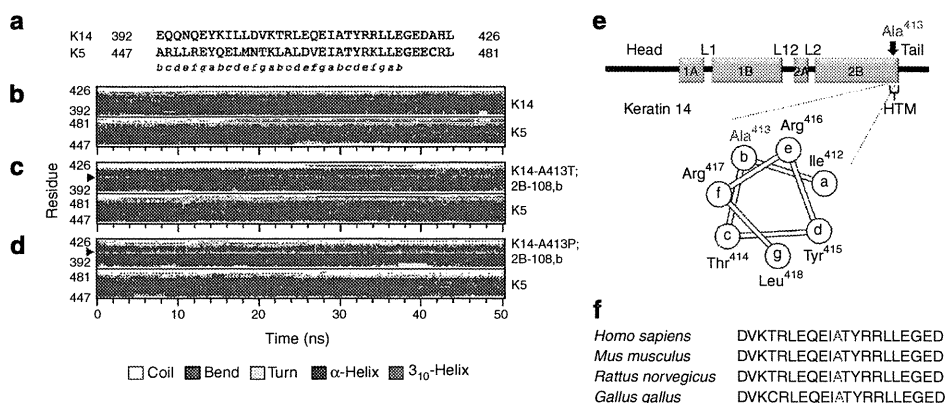 a
K14 392 EQQNQEYKILLDVKTRLEQEIATYRRLLEGEDAHL 426
K5 447 ARLLREYQELMNTKLALDVEIATYRKLLEGEECRL 481
bcdefgabcdefgabcdefgabcdefgab
b
426
392
481
447
K14
K5
c
426
392
481
447
K14-A413T;
2B-108,b
K5
d
426
392
481
447
K14-A413P;
2B-108,b
K5
Residue
0 10 20 30 40 50
Time (ns)
Coil Bend Turn α-Helix 3₁₀-Helix
e
Ala⁴¹³
Head L1 L12 L2 Tail
1A 1B 2A 2B
Keratin 14 HTM
Arg⁴¹⁶
Ala⁴¹³
Ile⁴¹²
Arg⁴¹⁷
b e a f c d g
Thr⁴¹⁴
Tyr⁴¹⁵
Leu⁴¹⁸
f
Homo sapiens DVKTRLEQEIATYRRLLEGED
Mus musculus DVKTRLEQEIATYRRLLEGED
Rattus norvegicus DVKTRLEQEIATYRRLLEGED
Gallus gallus DVKCRLEQEIATYRRLLEGED